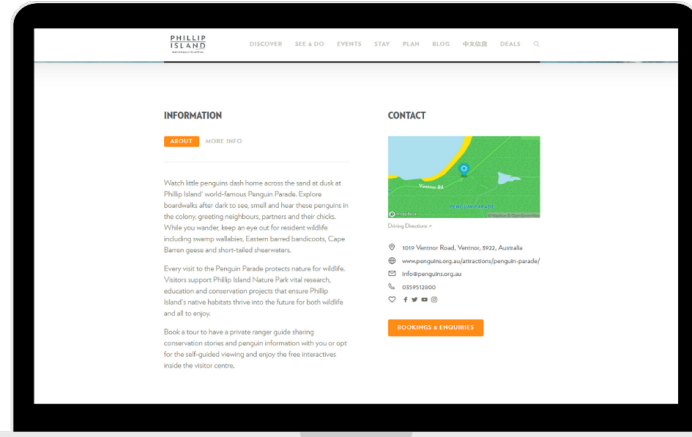 PHILLIP
ISLAND
DISCOVER SEE & DO EVENTS STAY PLAN BLOG DEALS
INFORMATION
CONTACT
ABOUT MORE INFO
Watch little penguins dash home across the sand at dusk at
Phillip Island' world-famous Penguin Parade. Explore
boardwalks after dark to see, smell and hear these penguins in
the colony, greeting neighbours, partners and their chicks.
While you wander, keep an eye out for resident wildlife
including swamp wallabies, Eastern barred bandicoots, Cape
Barren geese and short-tailed shearwaters.
Every visit to the Penguin Parade protects nature for wildlife.
Visitors support Phillip Island Nature Park vital research,
education and conservation projects that ensure Phillip
Island's native habitats thrive into the future for both wildlife
and all to enjoy.
Book a tour to have a private ranger guide sharing
conservation stories and penguin information with you or opt
for the self-guided viewing and enjoy the free interactives
inside the visitor centre.
Ventnor Rd
PENGUIN PARADE
mapbox
Driving Directions
1019 Ventnor Road, Ventnor, 3922, Australia
www.penguins.org.au/attractions/penguin-parade/
info@penguins.org.au
0359512800
BOOKINGS & ENQUIRIES